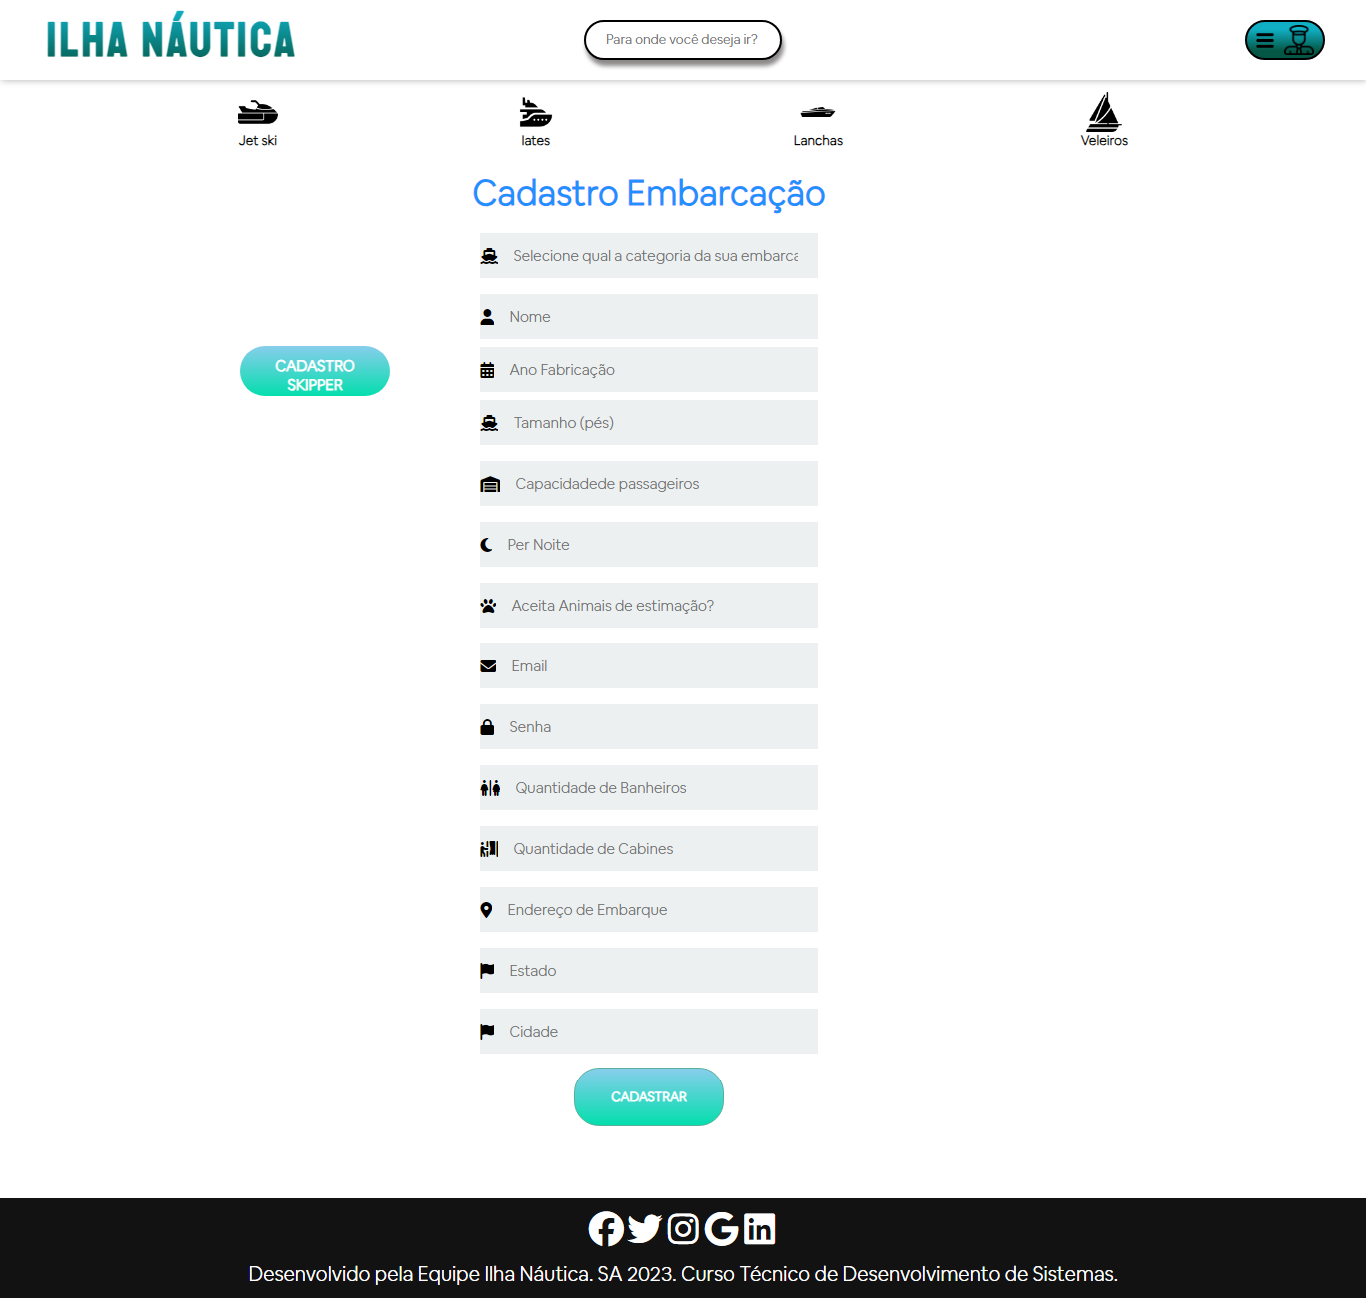 ILHA NÁUTICA
Para onde você deseja ir?
Jet ski
Iates
Lanchas
Veleiros
Cadastro Embarcação
Selecione qual a categoria da sua embarca
Nome
CADASTRO
SKIPPER
Ano Fabricação
Tamanho (pés)
Capacidadede passageiros
Per Noite
Aceita Animais de estimação?
Email
Senha
Quantidade de Banheiros
Quantidade de Cabines
Endereço de Embarque
Estado
Cidade
CADASTRAR
Desenvolvido pela Equipe Ilha Náutica. SA 2023. Curso Técnico de Desenvolvimento de Sistemas.